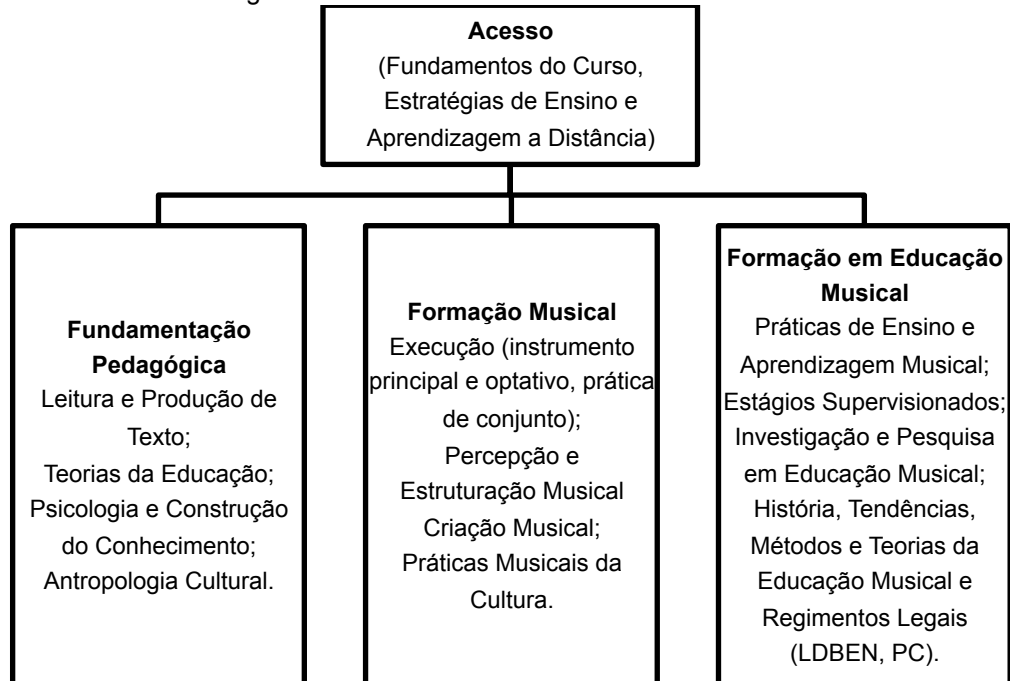 Acesso
(Fundamentos do Curso,
Estratégias de Ensino e
Aprendizagem a Distância)
Fundamentação
Pedagógica
Leitura e Produção de
Texto;
Teorias da Educação;
Psicologia e Construção
do Conhecimento;
Antropologia Cultural.
Formação Musical
Execução (instrumento
principal e optativo, prática
de conjunto);
Percepção e
Estruturação Musical
Criação Musical;
Práticas Musicais da
Cultura.
Formação em Educação
Musical
Práticas de Ensino e
Aprendizagem Musical;
Estágios Supervisionados;
Investigação e Pesquisa
em Educação Musical;
História, Tendências,
Métodos e Teorias da
Educação Musical e
Regimentos Legais
(LDBEN, PC).